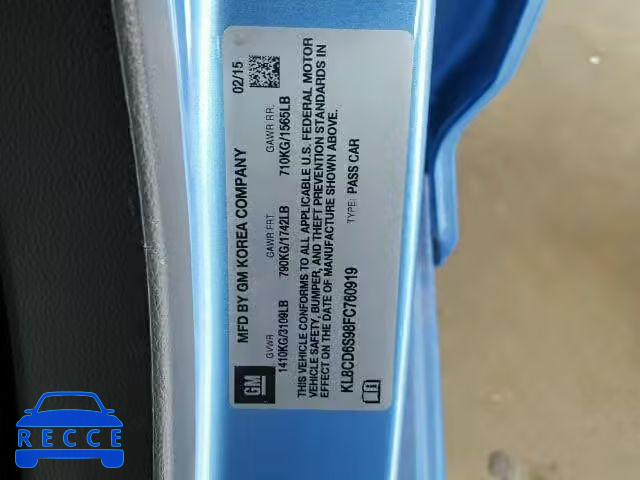 MFD BY GM KOREA COMPANY
02/15
GVWR
GAWR FRT.
GAWR RR.
1410KG/3109LB
790KG/1742LB
710KG/1565LB
THIS VEHICLE CONFORMS TO ALL APPLICABLE U.S. FEDERAL MOTOR
VEHICLE SAFETY, BUMPER, AND THEFT PREVENTION STANDARDS IN
EFFECT ON THE DATE OF MANUFACTURE SHOWN ABOVE.
KL8CD6S98FC760919
TYPE: PASS CAR
GM
RECCE